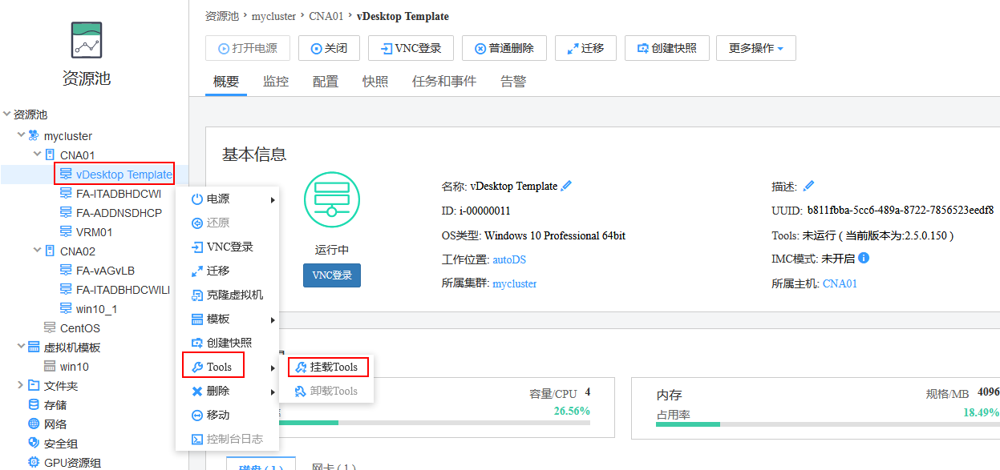 资源池
资源池
mycluster
CNA01
vDesktop Template
FA-ITADBHDCWI
FA-ADDNSDHCP
VRM01
CNA02
FA-vAGvLB
FA-ITADBHDCWILI
win10_1
CentOS
虚拟机模板
win10
文件夹
存储
网络
安全组
GPU资源组
电源
还原
VNC登录
迁移
克隆虚拟机
模板
创建快照
Tools
删除
移动
控制台日志
挂载Tools
卸载Tools
资源池 › mycluster › CNA01 › vDesktop Template
打开电源 关闭 VNC登录 普通删除 迁移 创建快照 更多操作
概要 监控 配置 快照 任务和事件 告警
基本信息
运行中
VNC登录
名称: vDesktop Template
ID: i-00000011
OS类型: Windows 10 Professional 64bit
工作位置: autoDS
所属集群: mycluster
描述:
UUID: b811fbba-5cc6-489a-8722-7856523eedf8
Tools: 未运行 ( 当前版本为:2.5.0.150 )
IMC模式: 未开启
所属主机: CNA01
容量/CPU 4
26.56%
内存 规格/MB 4096
占用率 18.49%
磁盘 ( 1 ) 网卡 ( 1 )